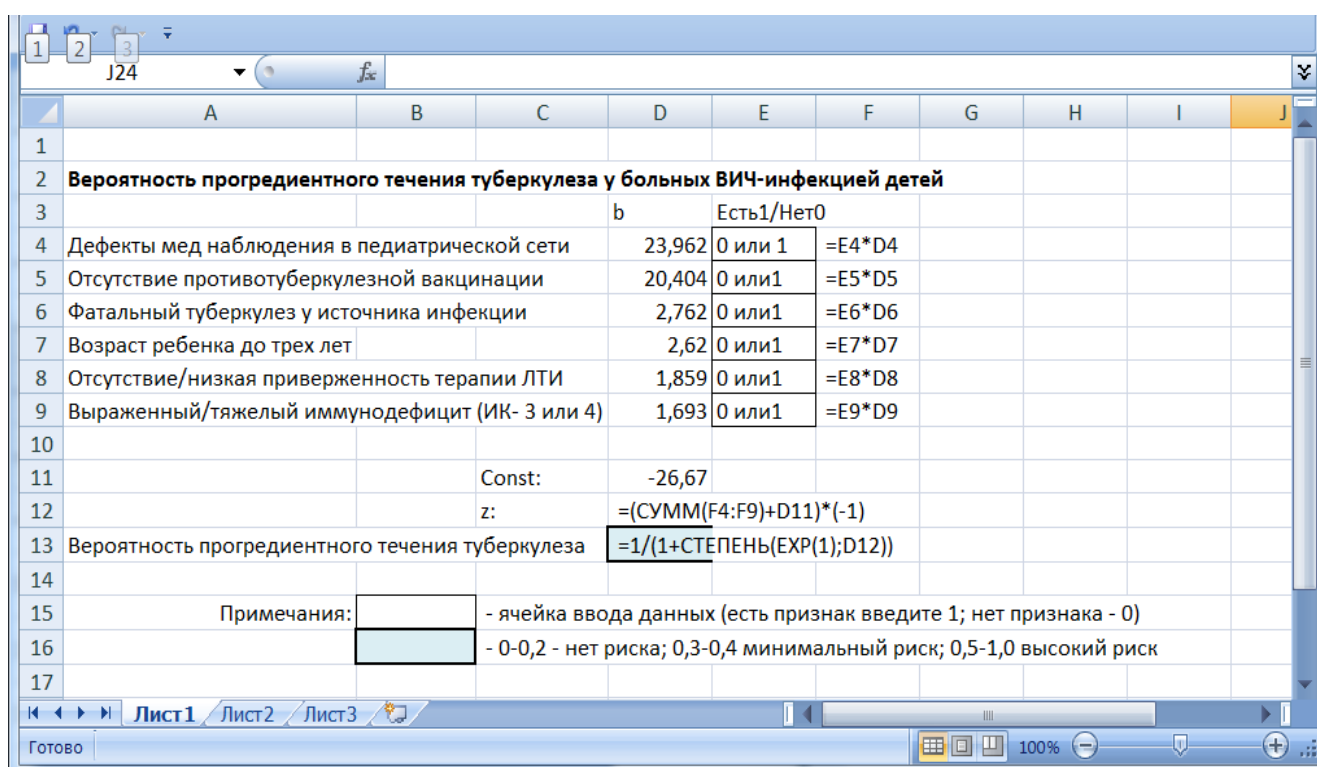 1 2 3
J24 fx
A B C D E F G H I J
1
2 Вероятность прогредиентного течения туберкулеза у больных ВИЧ-инфекцией детей
3 b Есть1/Нет0
4 Дефекты мед наблюдения в педиатрической сети 23,962 0 или 1 =E4*D4
5 Отсутствие противотуберкулезной вакцинации 20,404 0 или1 =E5*D5
6 Фатальный туберкулез у источника инфекции 2,762 0 или1 =E6*D6
7 Возраст ребенка до трех лет 2,62 0 или1 =E7*D7
8 Отсутствие/низкая приверженность терапии ЛТИ 1,859 0 или1 =E8*D8
9 Выраженный/тяжелый иммунодефицит (ИК- 3 или 4) 1,693 0 или1 =E9*D9
10
11 Const: -26,67
12 z: =(СУММ(F4:F9)+D11)*(-1)
13 Вероятность прогредиентного течения туберкулеза =1/(1+СТЕПЕНЬ(EXP(1);D12))
14
15 Примечания: - ячейка ввода данных (есть признак введите 1; нет признака - 0)
16 - 0-0,2 - нет риска; 0,3-0,4 минимальный риск; 0,5-1,0 высокий риск
17
Лист1 Лист2 Лист3
Готово 100%